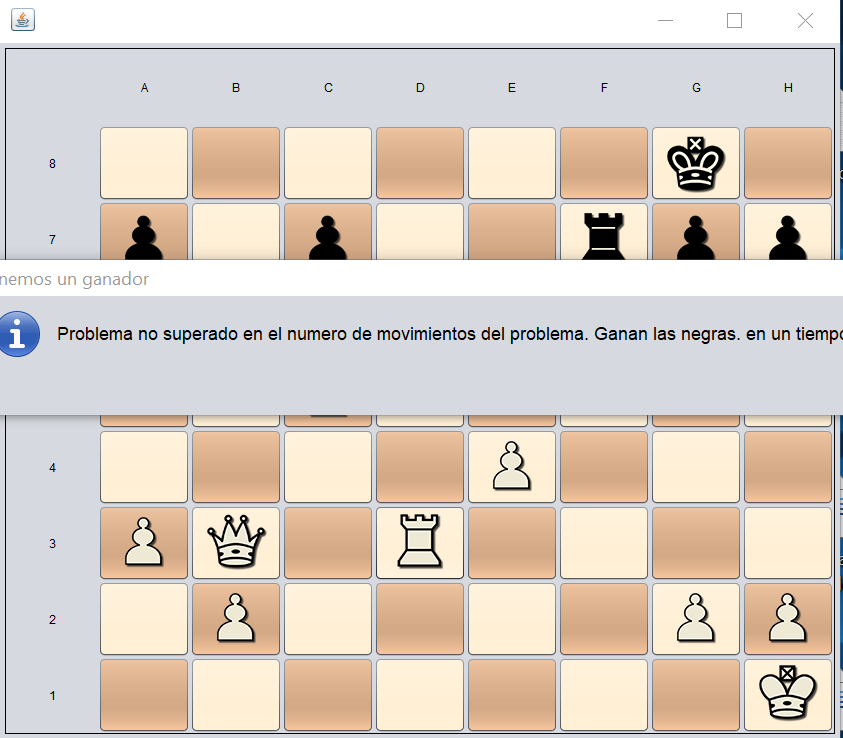 A B C D E F G H
8
7
nemos un ganador
Problema no superado en el numero de movimientos del problema. Ganan las negras. en un tiempo
4
3
2
1